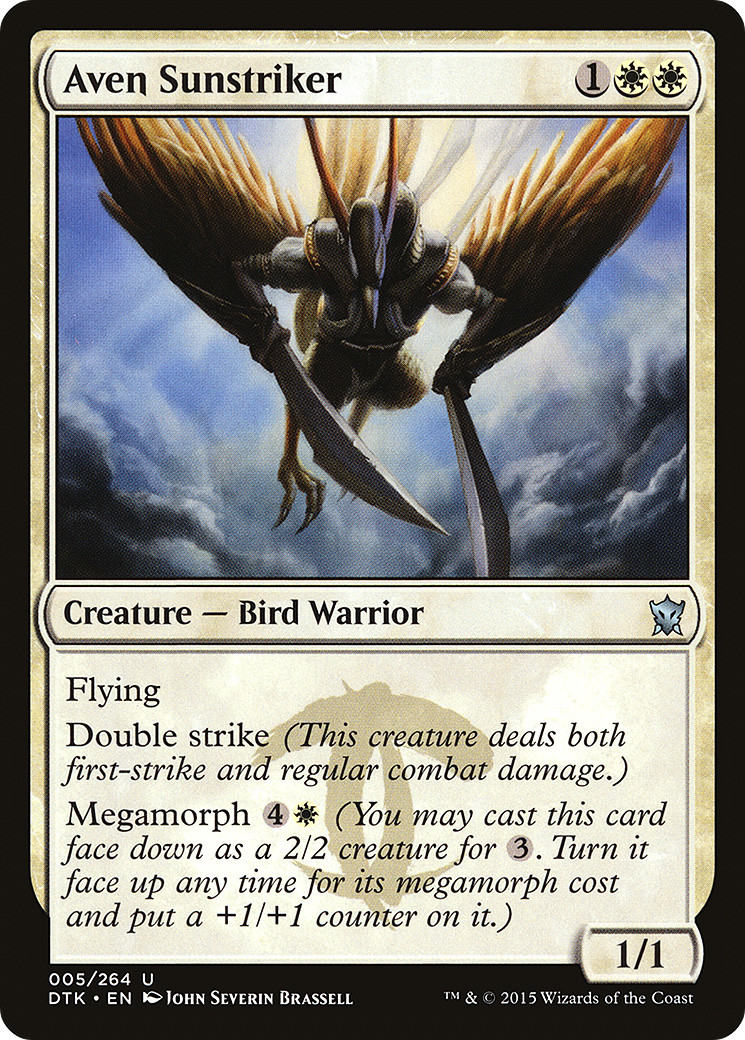 Aven Sunstriker 1
Creature — Bird Warrior
Flying
Double strike (This creature deals both
first-strike and regular combat damage.)
Megamorph 4 (You may cast this card
face down as a 2/2 creature for 3. Turn it
face up any time for its megamorph cost
and put a +1/+1 counter on it.)
1/1
005/264 U
DTK • EN John Severin Brassell
™ & © 2015 Wizards of the Coast